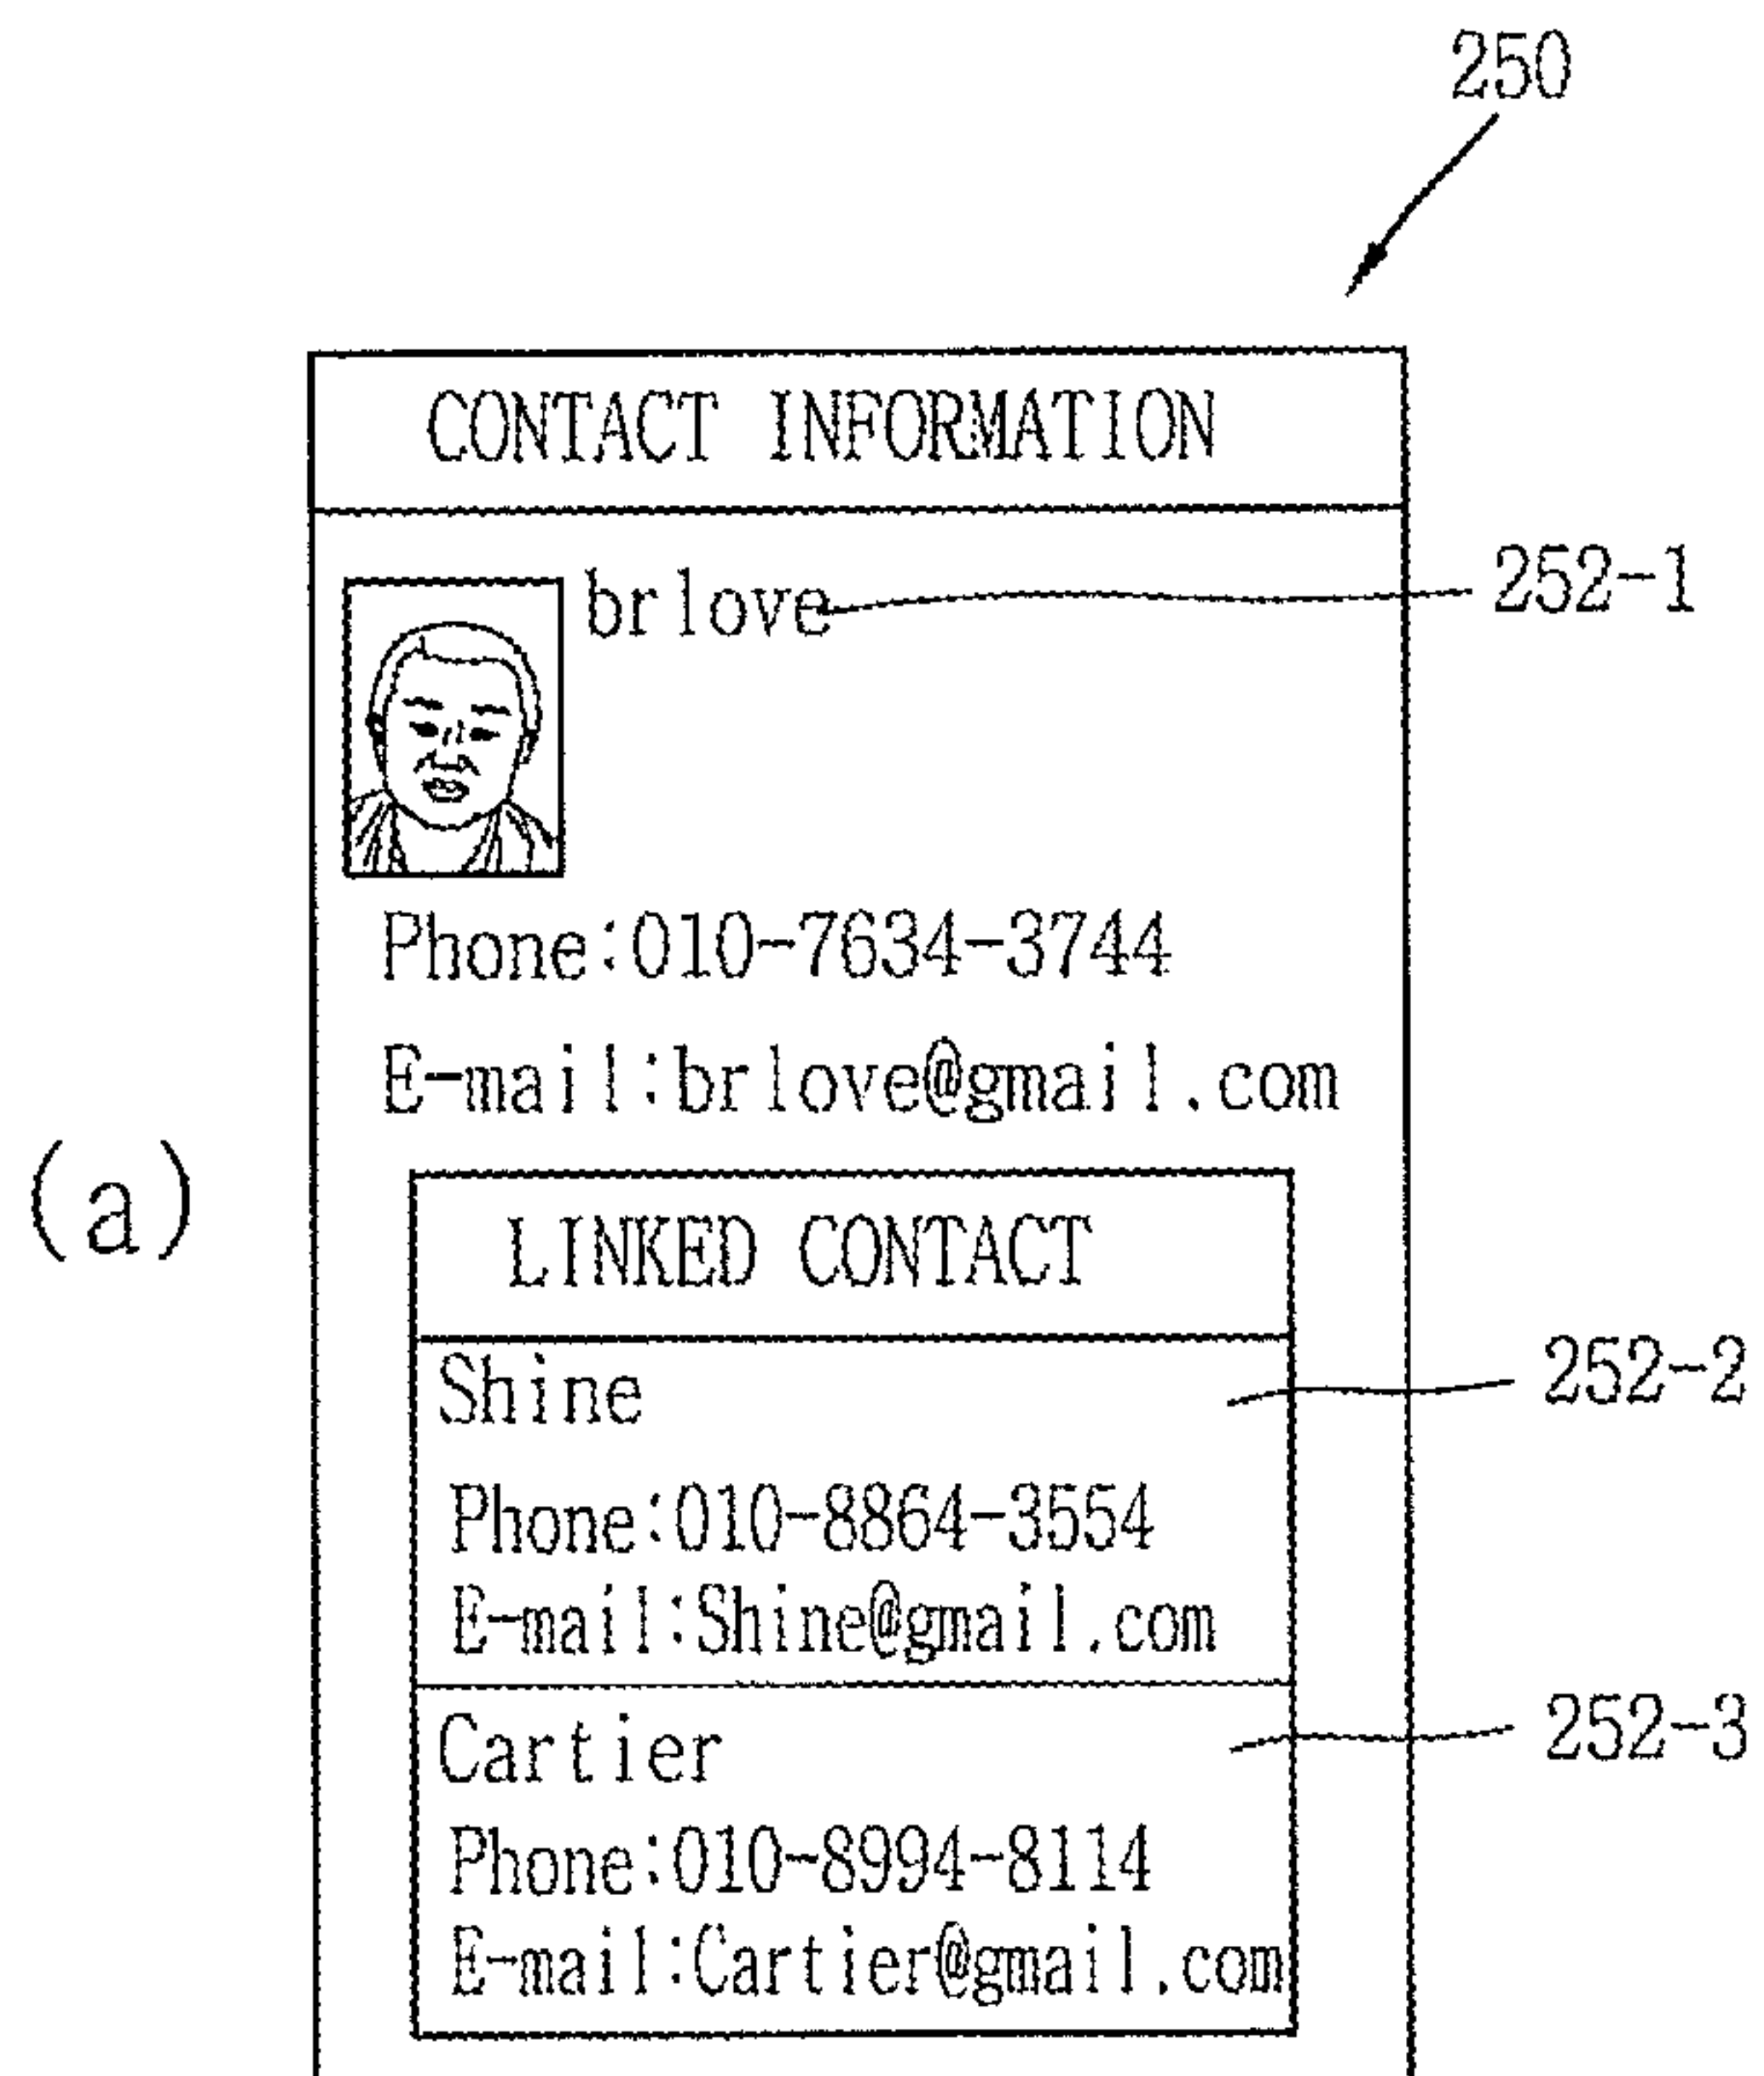 250
CONTACT INFORMATION
brlove
252-1
Phone:010-7634-3744
E-mail:brlove@gmail.com
(a)
LINKED CONTACT
Shine
252-2
Phone:010-8864-3554
E-mail:Shine@gmail.com
Cartier
252-3
Phone:010-8994-8114
E-mail:Cartier@gmail.com